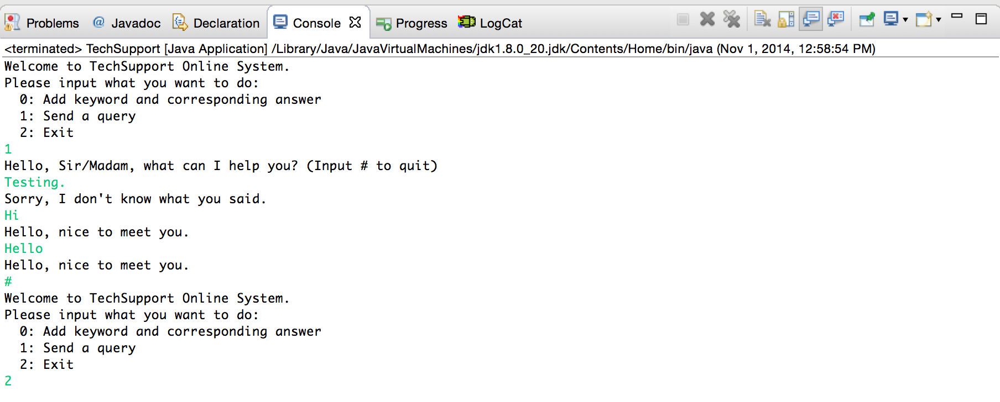 Problems @ Javadoc Declaration Console Progress LogCat
<terminated> TechSupport [Java Application] /Library/Java/JavaVirtualMachines/jdk1.8.0_20.jdk/Contents/Home/bin/java (Nov 1, 2014, 12:58:54 PM)
Welcome to TechSupport Online System.
Please input what you want to do:
  0: Add keyword and corresponding answer
  1: Send a query
  2: Exit
1
Hello, Sir/Madam, what can I help you? (Input # to quit)
Testing.
Sorry, I don't know what you said.
Hi
Hello, nice to meet you.
Hello
Hello, nice to meet you.
#
Welcome to TechSupport Online System.
Please input what you want to do:
  0: Add keyword and corresponding answer
  1: Send a query
  2: Exit
2